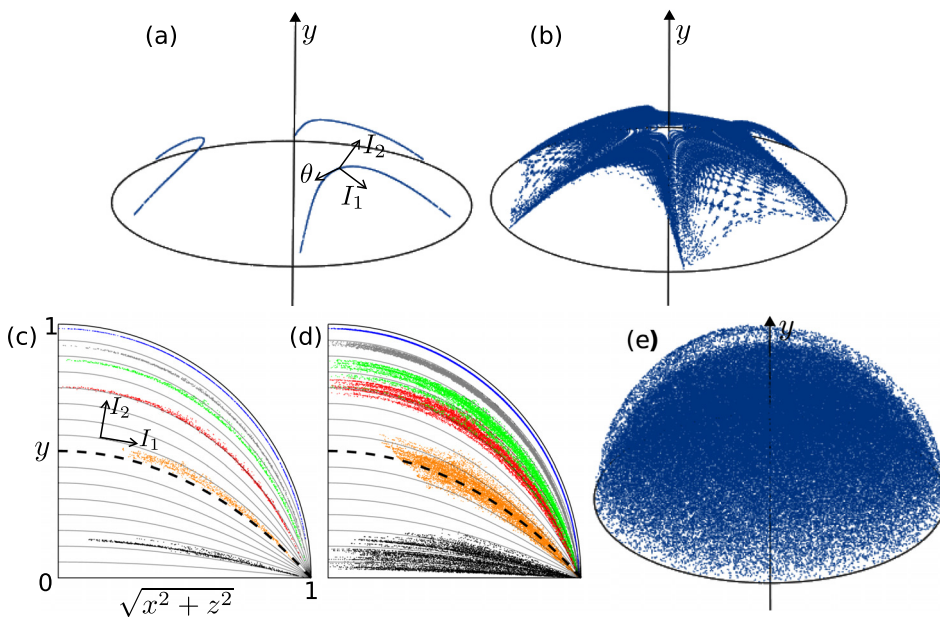 (a)
y
I₂
θ
I₁
(b)
y
(c)
1
I₂
I₁
y
0
1
√x² + z²
(d)
(e)
y